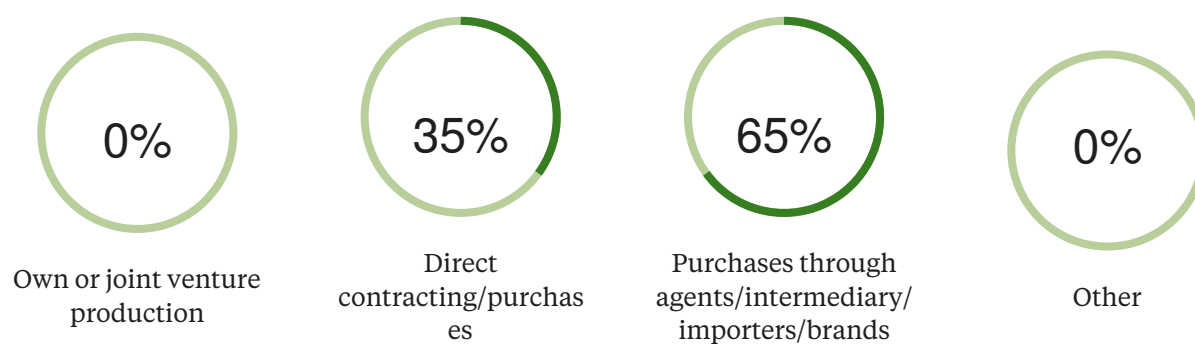 0%
Own or joint venture
production
35%
Direct
contracting/purchas
es
65%
Purchases through
agents/intermediary/
importers/brands
0%
Other